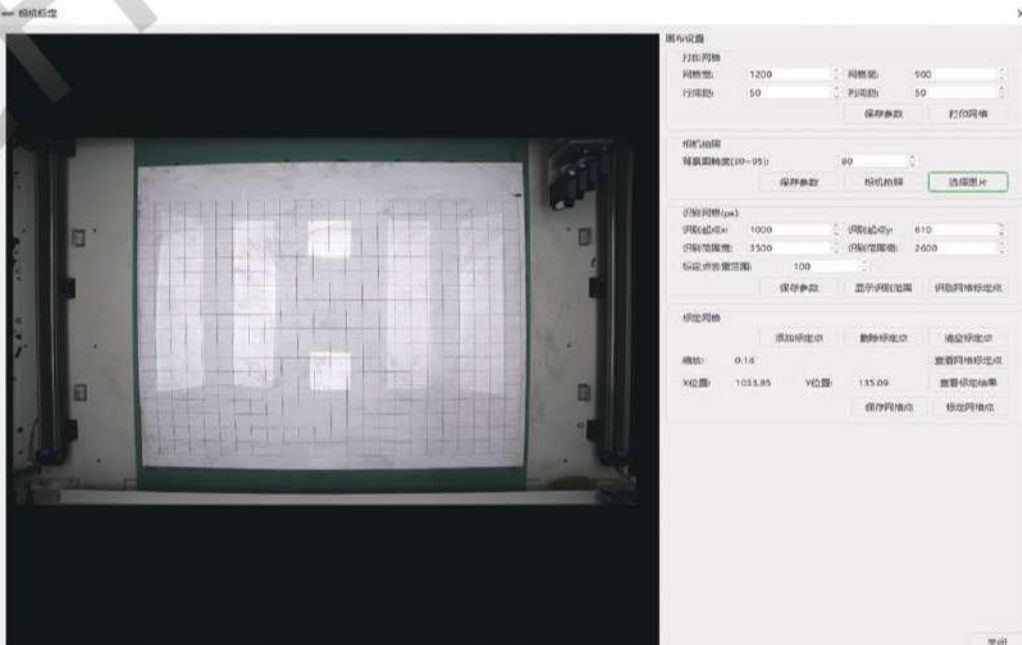 相机标定
画布设置
打印网格
网格宽: 1200 网格高: 900
行间距: 50 列间距: 50
保存参数 打印网格
相机拍照
背景图精度(80~95): 80
保存参数 相机拍照 选择图片
识别网格(px)
识别起点x: 1000 识别起点y: 610
识别范围宽: 3500 识别范围高: 2600
标定点去重范围: 100
保存参数 显示识别范围 识别网格标定点
标定网格
添加标定点 删除标定点 清空标定点
缩放: 0.14 查看网格标定点
X位置: 1033.85 Y位置: 135.09 查看标定结果
保存网格点 标定网格点
关闭